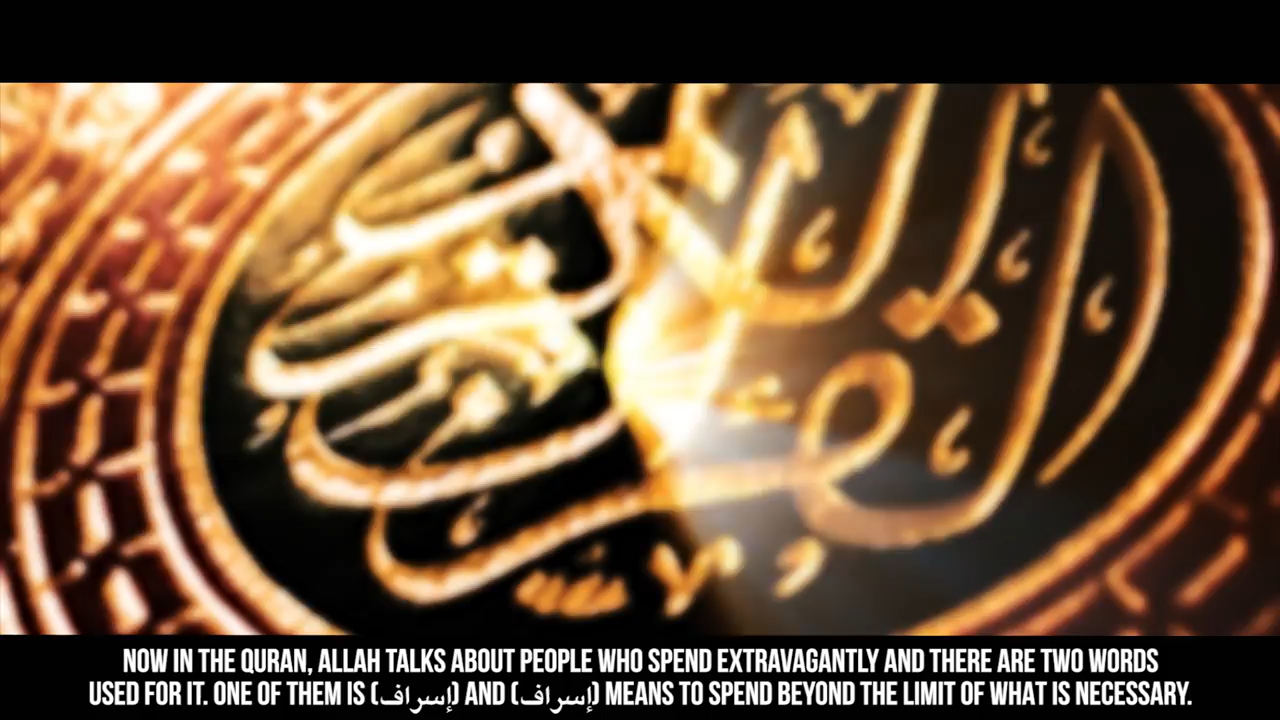 NOW IN THE QURAN, ALLAH TALKS ABOUT PEOPLE WHO SPEND EXTRAVAGANTLY AND THERE ARE TWO WORDS
USED FOR IT. ONE OF THEM IS (إسراف) AND (إسراف) MEANS TO SPEND BEYOND THE LIMIT OF WHAT IS NECESSARY.